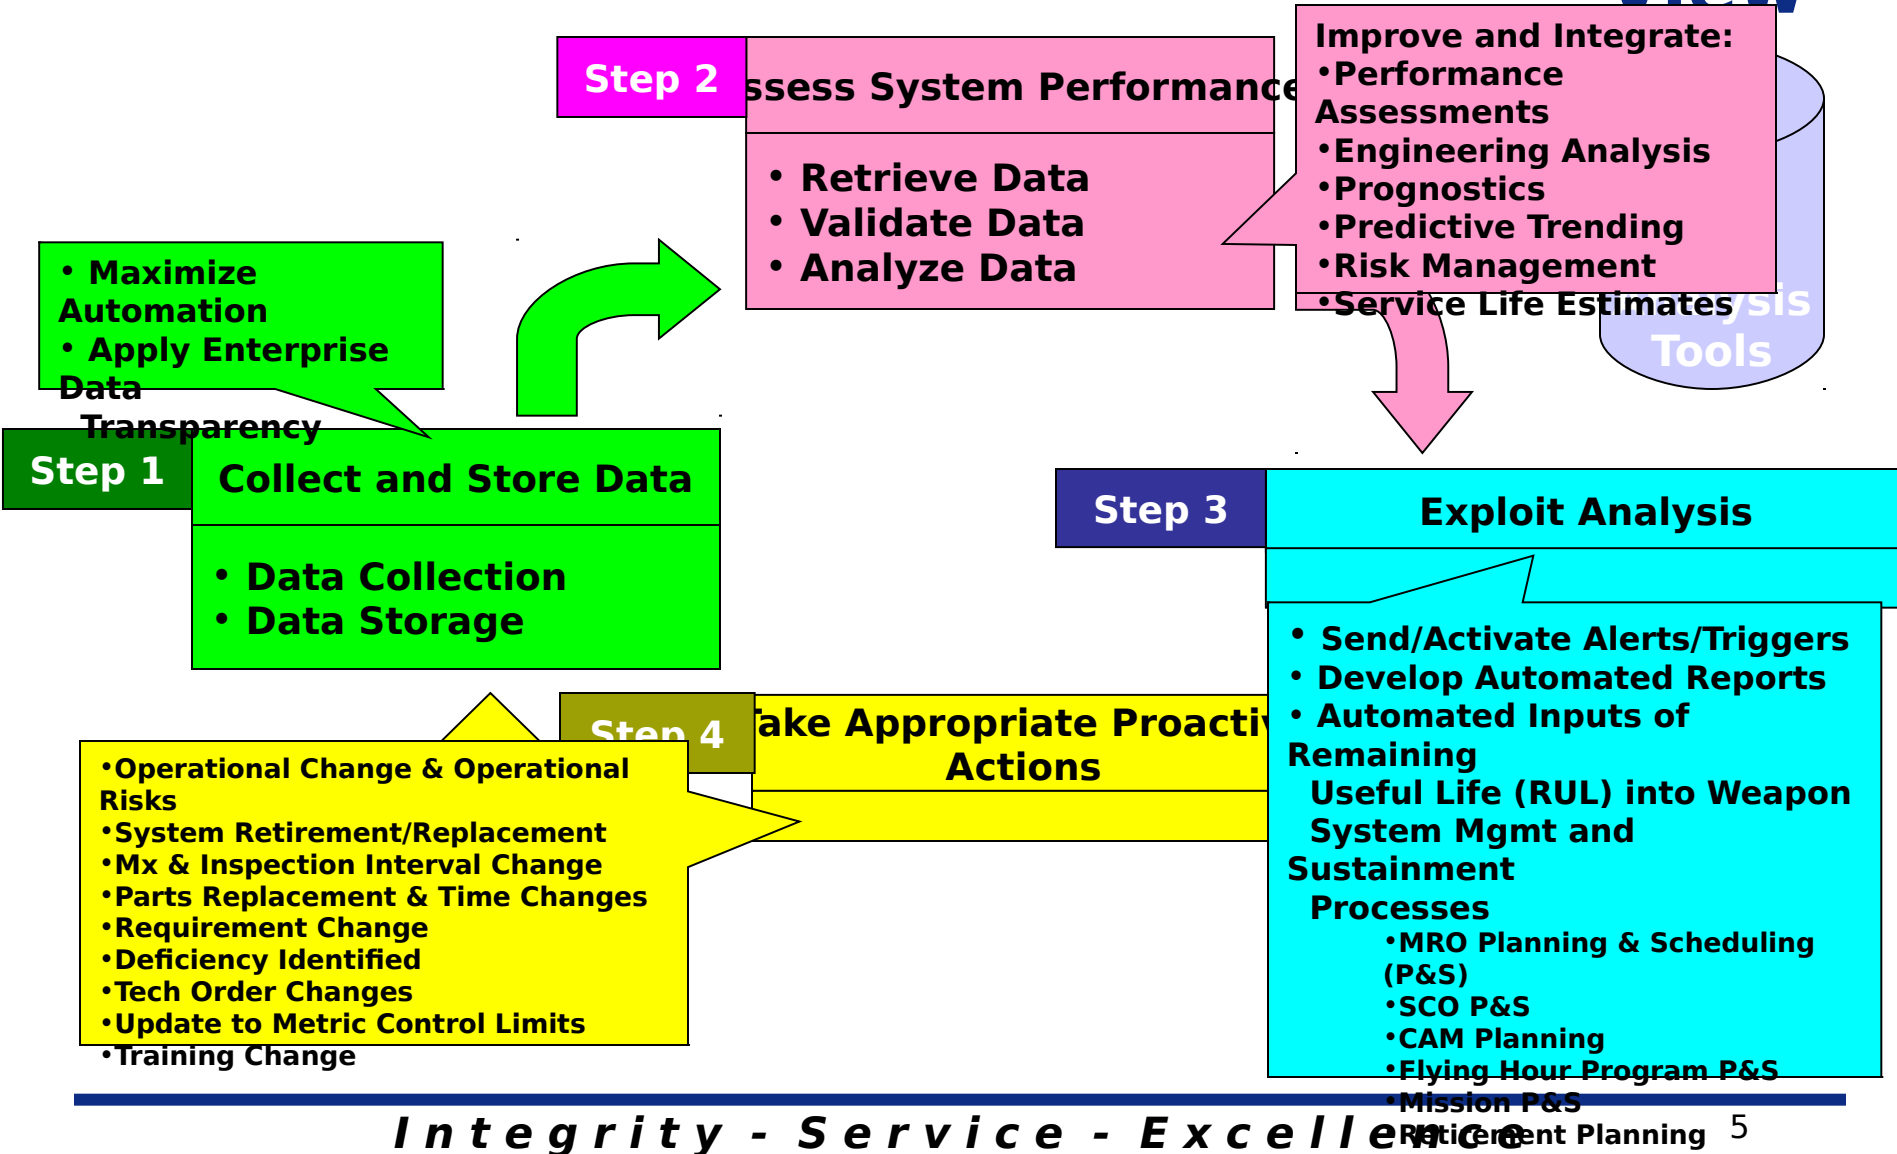 Step 2
ssess System Performance
• Retrieve Data
• Validate Data
• Analyze Data
Improve and Integrate:
•Performance
Assessments
•Engineering Analysis
•Prognostics
•Predictive Trending
•Risk Management
•Service Life Estimates
Tools
• Maximize
Automation
• Apply Enterprise
Data
Transparency
Step 1
Collect and Store Data
• Data Collection
• Data Storage
Step 3
Exploit Analysis
• Send/Activate Alerts/Triggers
• Develop Automated Reports
• Automated Inputs of
Remaining
Useful Life (RUL) into Weapon
System Mgmt and
Sustainment
Processes
•MRO Planning & Scheduling
(P&S)
•SCO P&S
•CAM Planning
•Flying Hour Program P&S
•Mission P&S
•Retirement Planning
Step 4
Take Appropriate Proactiv
Actions
•Operational Change & Operational
Risks
•System Retirement/Replacement
•Mx & Inspection Interval Change
•Parts Replacement & Time Changes
•Requirement Change
•Deficiency Identified
•Tech Order Changes
•Update to Metric Control Limits
•Training Change
Integrity - Service - Excellence
5